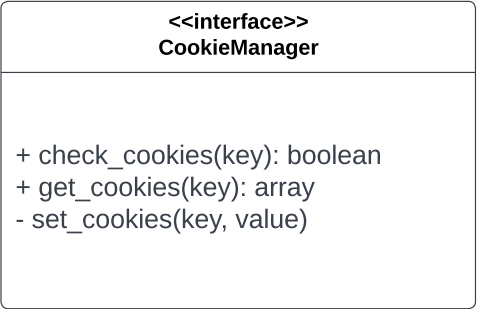 <<interface>>
CookieManager
+ check_cookies(key): boolean
+ get_cookies(key): array
- set_cookies(key, value)